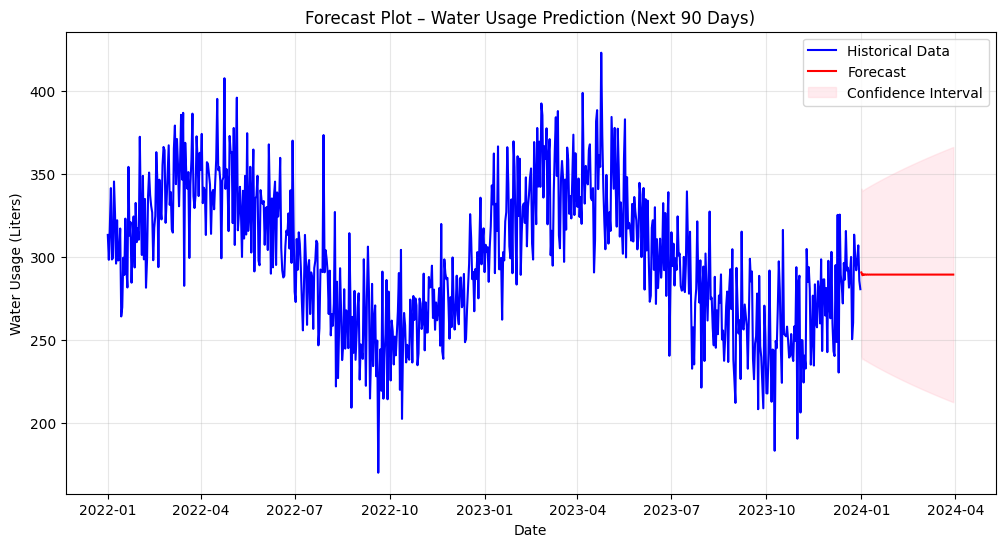 Forecast Plot – Water Usage Prediction (Next 90 Days)
Water Usage (Liters)
400
350
300
250
200
Historical Data
Forecast
Confidence Interval
2022-01 2022-04 2022-07 2022-10 2023-01 2023-04 2023-07 2023-10 2024-01 2024-04
Date